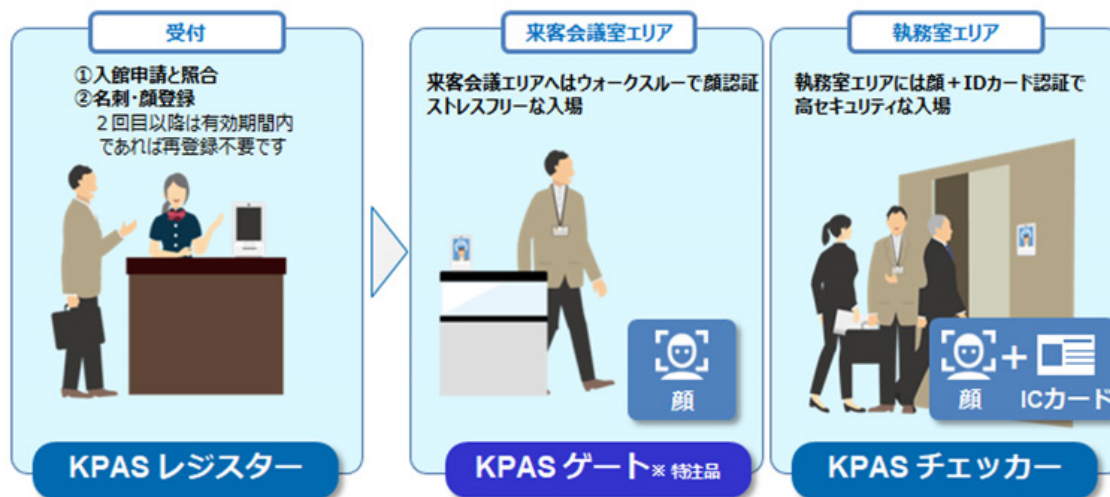 受付
①入館申請と照合
②名刺・顔登録
２回目以降は有効期間内
であれば再登録不要です
KPAS レジスター
来客会議室エリア
来客会議エリアへはウォークスルーで顔認証
ストレスフリーな入場
顔
KPAS ゲート※ 特注品
執務室エリア
執務室エリアには顔＋IDカード認証で
高セキュリティな入場
顔 + ICカード
KPAS チェッカー